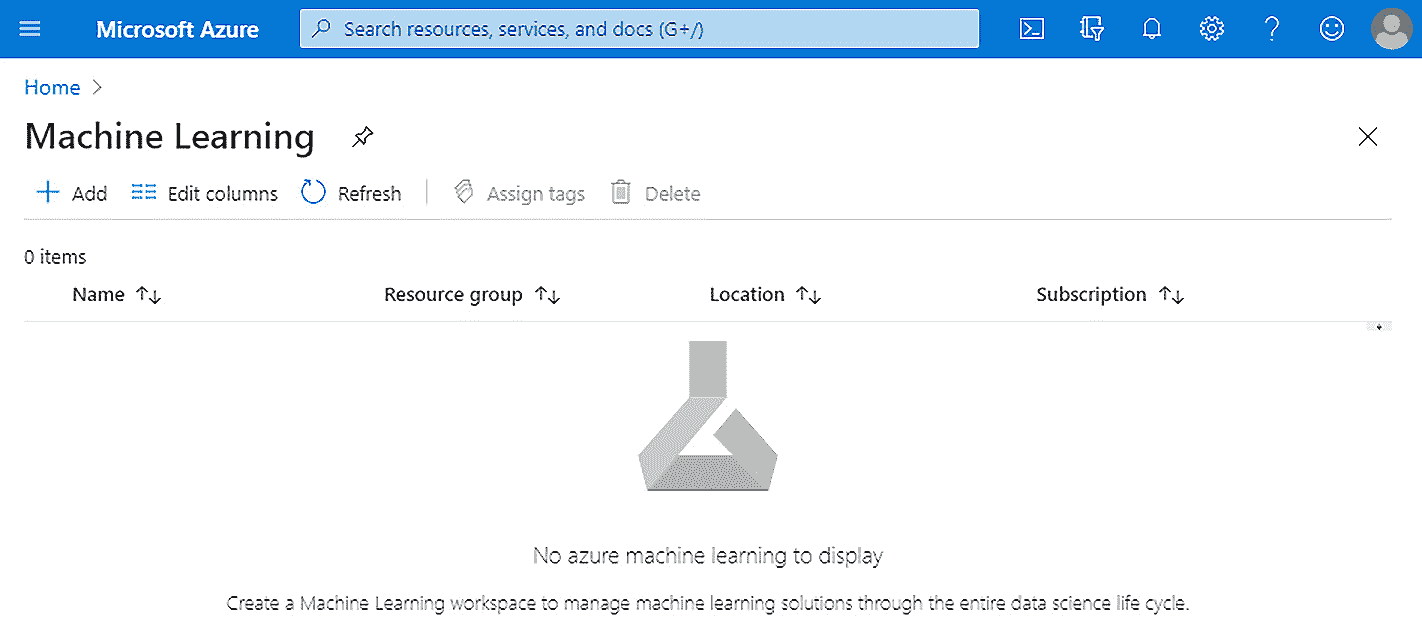 Microsoft Azure Search resources, services, and docs (G+/)
Home
Machine Learning
Add Edit columns Refresh Assign tags Delete
0 items
Name Resource group Location Subscription
No azure machine learning to display
Create a Machine Learning workspace to manage machine learning solutions through the entire data science life cycle.